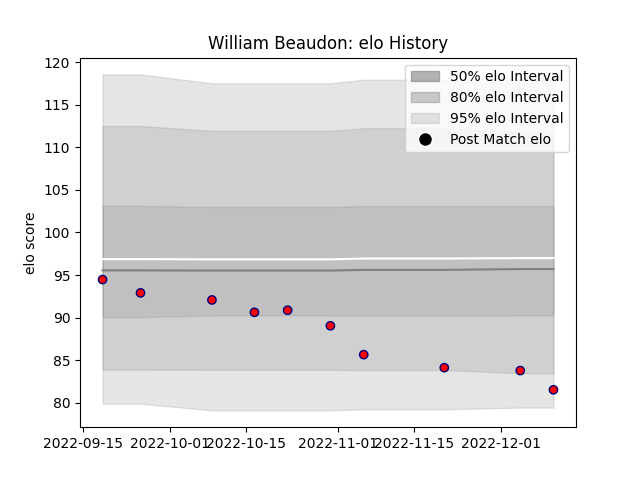 William Beaudon: elo History
120
115
110
105
100
95
90
85
80
elo score
50% elo Interval
80% elo Interval
95% elo Interval
Post Match elo
2022-09-15 2022-10-01 2022-10-15 2022-11-01 2022-11-15 2022-12-01